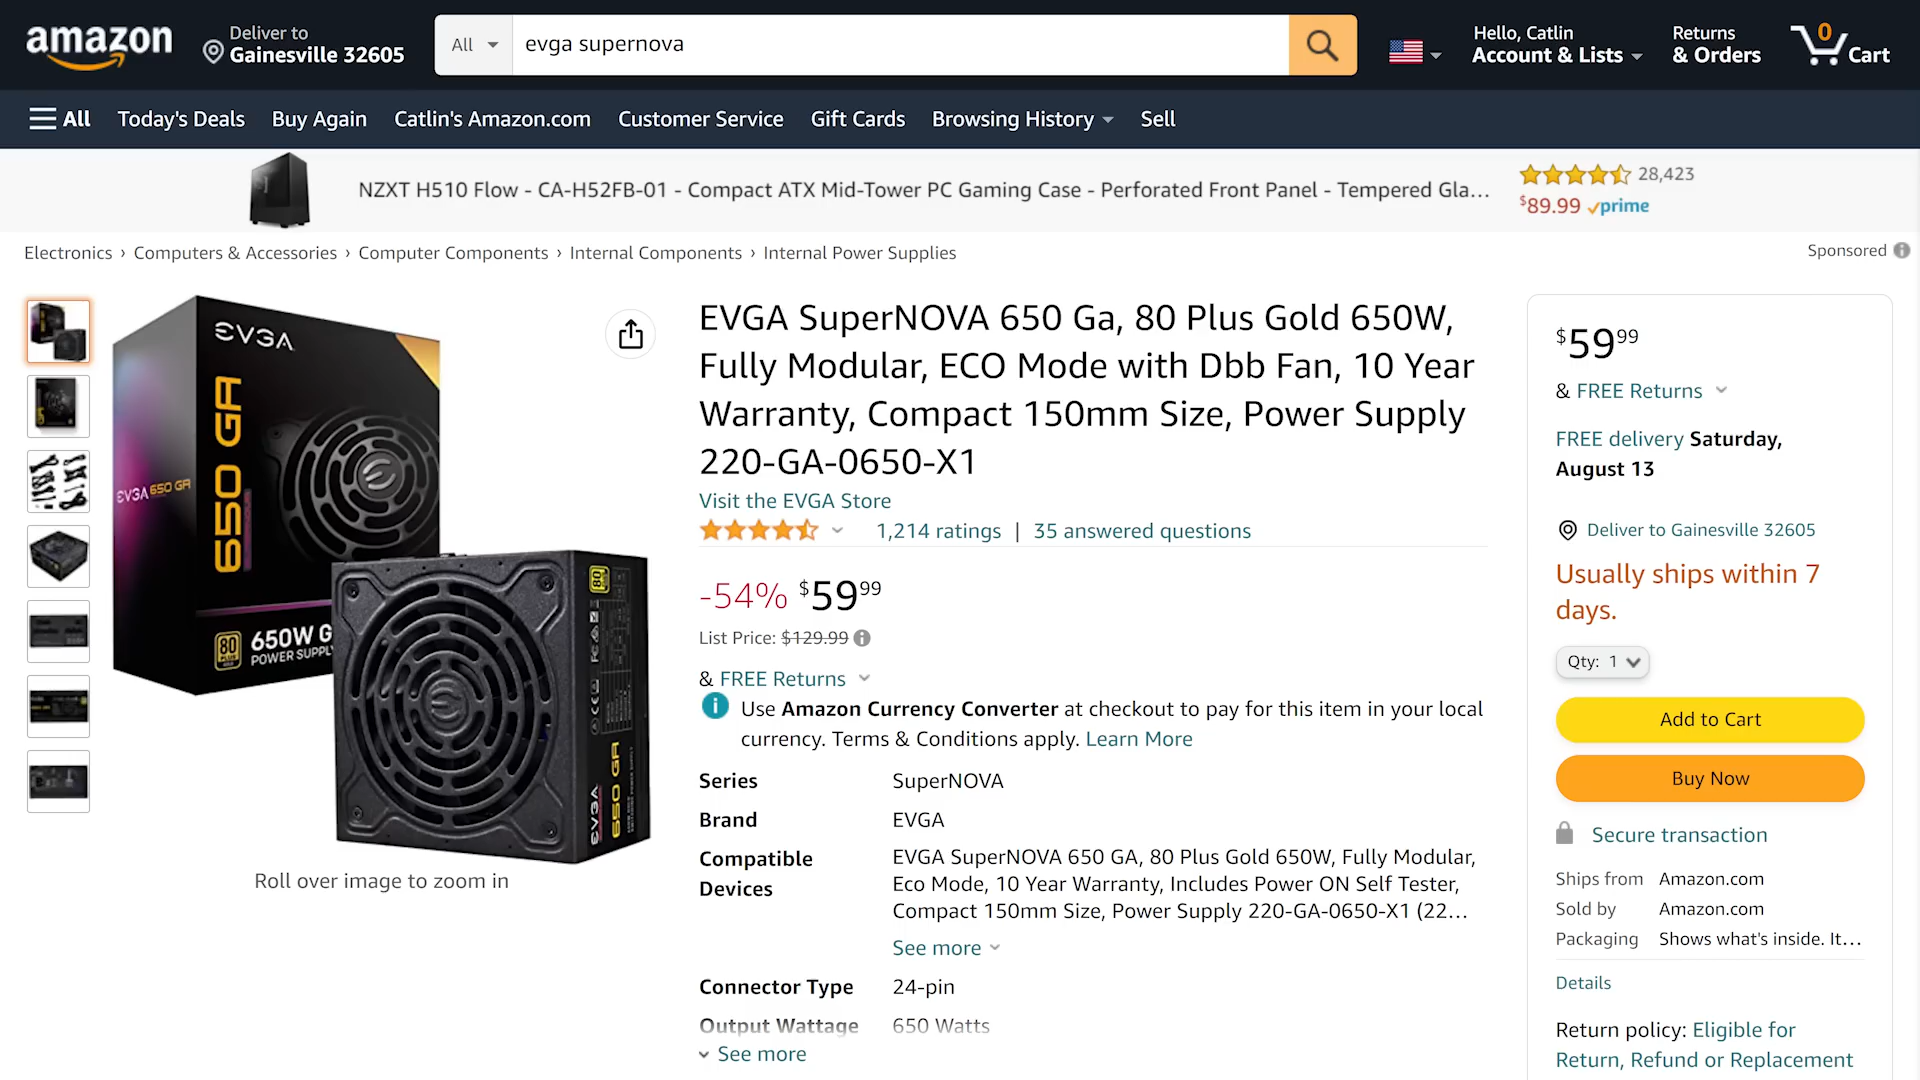 amazon
Deliver to
Gainesville 32605
All
evga supernova
Hello, Catlin
Account & Lists
Returns
& Orders
0
Cart
All
Today's Deals
Buy Again
Catlin's Amazon.com
Customer Service
Gift Cards
Browsing History
Sell
NZXT H510 Flow - CA-H52FB-01 - Compact ATX Mid-Tower PC Gaming Case - Perforated Front Panel - Tempered Gla...
28,423
$89.99 prime
Electronics › Computers & Accessories › Computer Components › Internal Components › Internal Power Supplies
Sponsored
EVGA
650 GA
EVGA 650 GA
80 PLUS GOLD
650W G
POWER SUPPLY
80
EVGA
650 GA
Roll over image to zoom in
EVGA SuperNOVA 650 Ga, 80 Plus Gold 650W,
Fully Modular, ECO Mode with Dbb Fan, 10 Year
Warranty, Compact 150mm Size, Power Supply
220-GA-0650-X1
Visit the EVGA Store
1,214 ratings | 35 answered questions
-54% $59 99
List Price: $129.99
& FREE Returns
Use Amazon Currency Converter at checkout to pay for this item in your local
currency. Terms & Conditions apply. Learn More
Series SuperNOVA
Brand EVGA
Compatible
Devices
EVGA SuperNOVA 650 GA, 80 Plus Gold 650W, Fully Modular,
Eco Mode, 10 Year Warranty, Includes Power ON Self Tester,
Compact 150mm Size, Power Supply 220-GA-0650-X1 (22...
See more
Connector Type 24-pin
Output Wattage 650 Watts
See more
$59 99
& FREE Returns
FREE delivery Saturday,
August 13
Deliver to Gainesville 32605
Usually ships within 7
days.
Qty: 1
Add to Cart
Buy Now
Secure transaction
Ships from Amazon.com
Sold by Amazon.com
Packaging Shows what's inside. It...
Details
Return policy: Eligible for
Return, Refund or Replacement